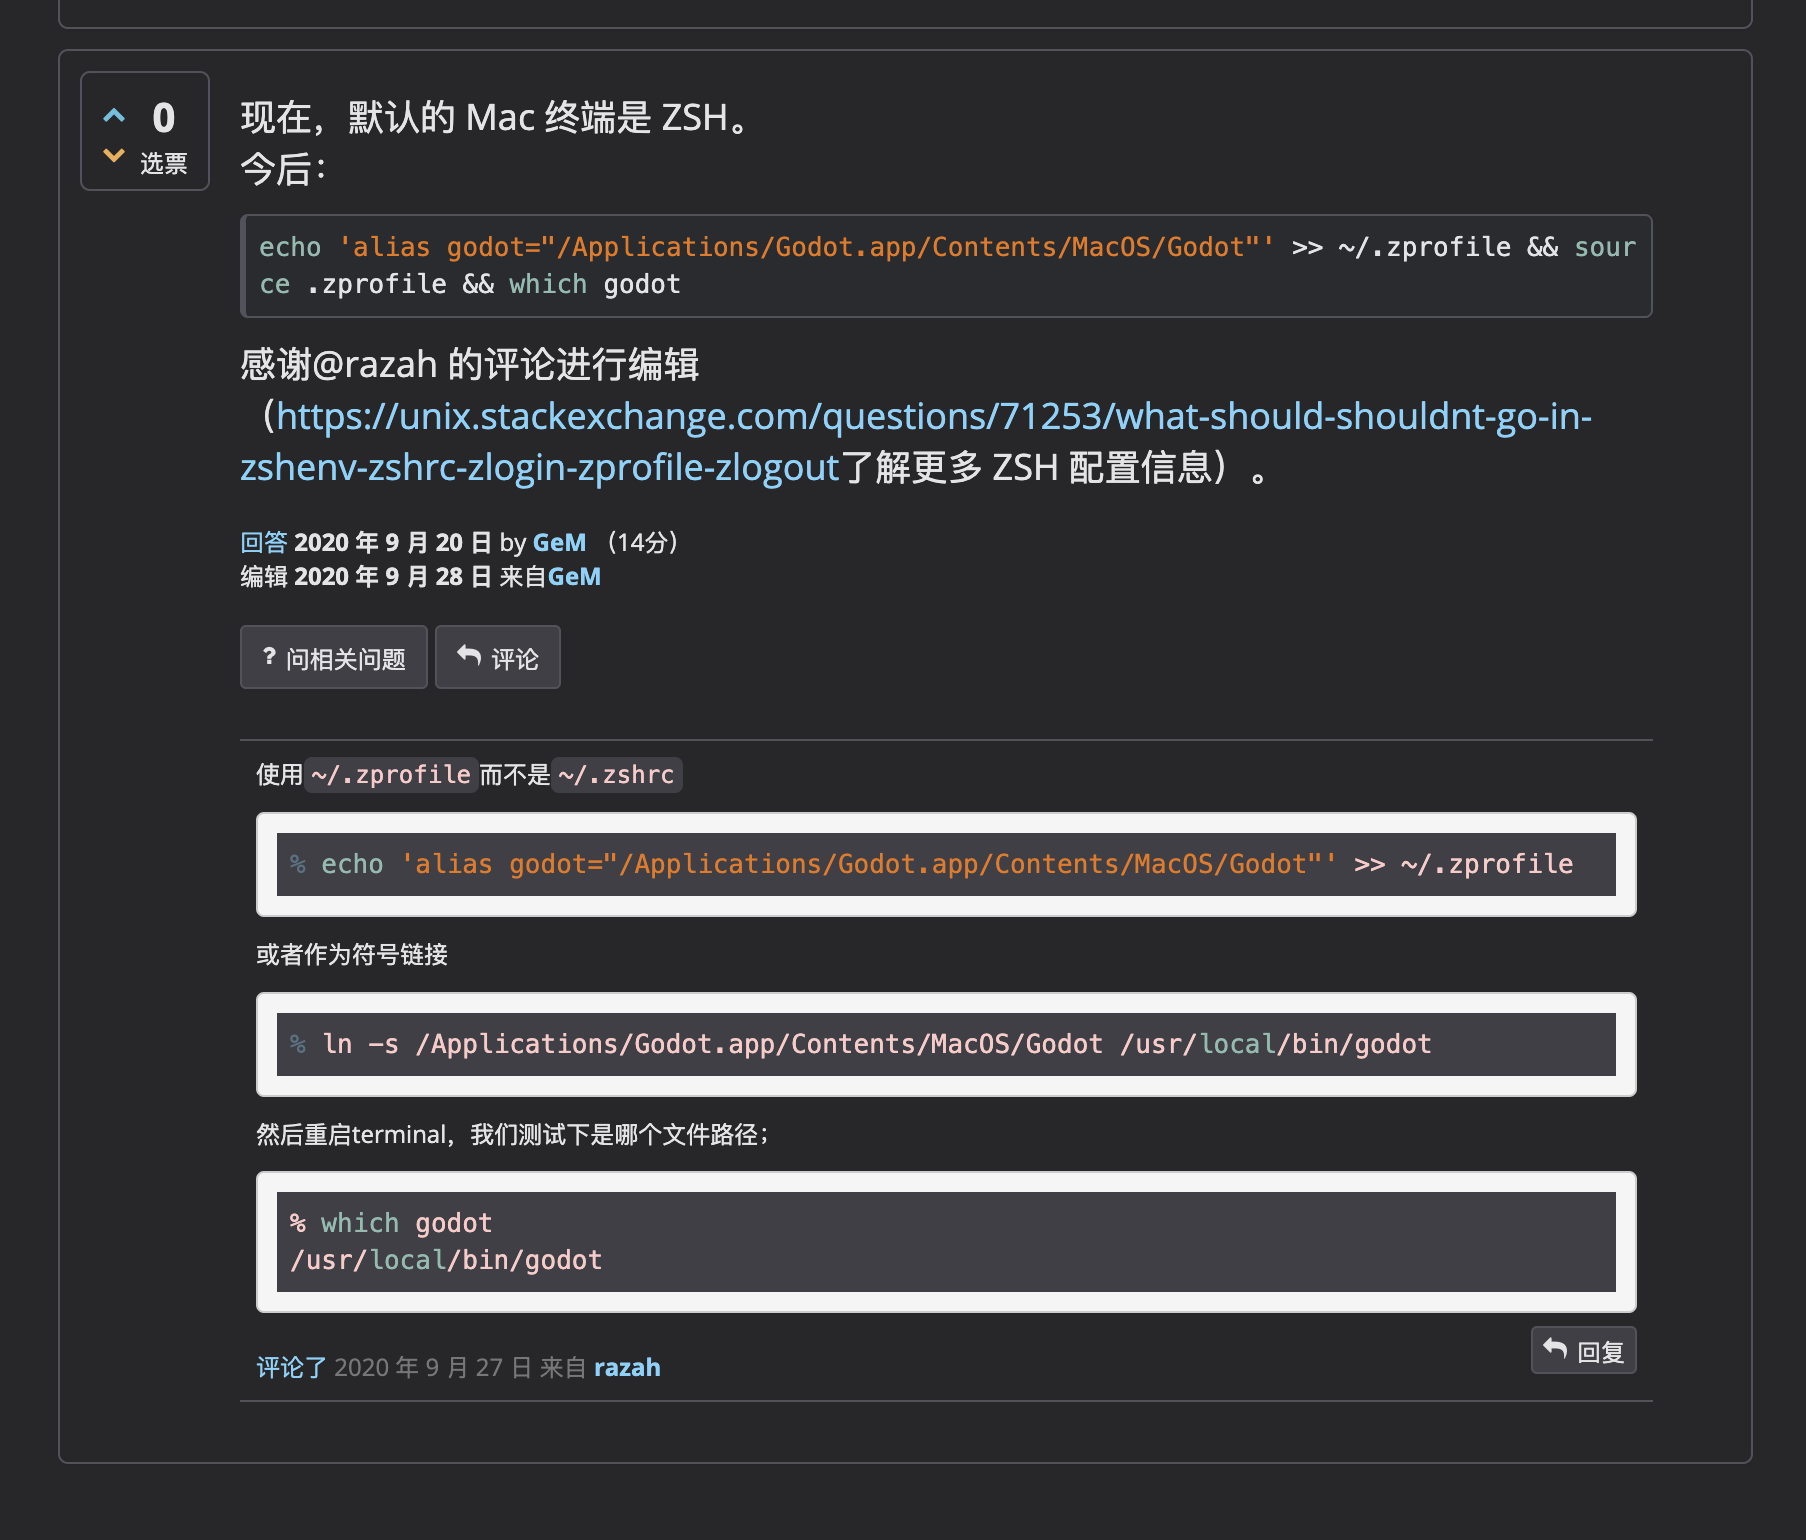 0
选票
现在，默认的 Mac 终端是 ZSH。
今后：
echo 'alias godot="/Applications/Godot.app/Contents/MacOS/Godot"' >> ~/.zprofile && sour
ce .zprofile && which godot
感谢@razah 的评论进行编辑
（https://unix.stackexchange.com/questions/71253/what-should-shouldnt-go-in-
zshenv-zshrc-zlogin-zprofile-zlogout了解更多 ZSH 配置信息）。
回答 2020 年 9 月 20 日 by GeM （14分）
编辑 2020 年 9 月 28 日 来自GeM
? 问相关问题
评论
使用 ~/.zprofile 而不是 ~/.zshrc
% echo 'alias godot="/Applications/Godot.app/Contents/MacOS/Godot"' >> ~/.zprofile
或者作为符号链接
% ln -s /Applications/Godot.app/Contents/MacOS/Godot /usr/local/bin/godot
然后重启terminal，我们测试下是哪个文件路径；
% which godot
/usr/local/bin/godot
回复
评论了 2020 年 9 月 27 日 来自 razah